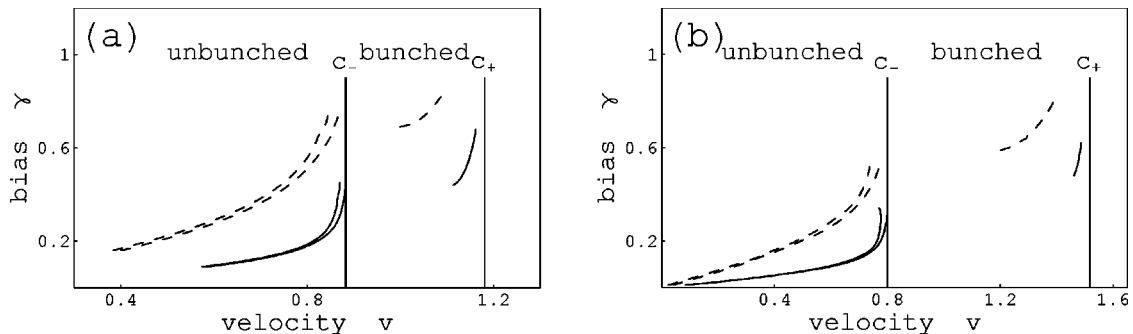 (a)
unbunched bunched
c₋ c₊
1
0.6
0.2
bias γ
0.4 0.8 1.2
velocity v
(b)
unbunched bunched
c₋ c₊
1
0.6
0.2
bias γ
0.4 0.8 1.2 1.6
velocity v